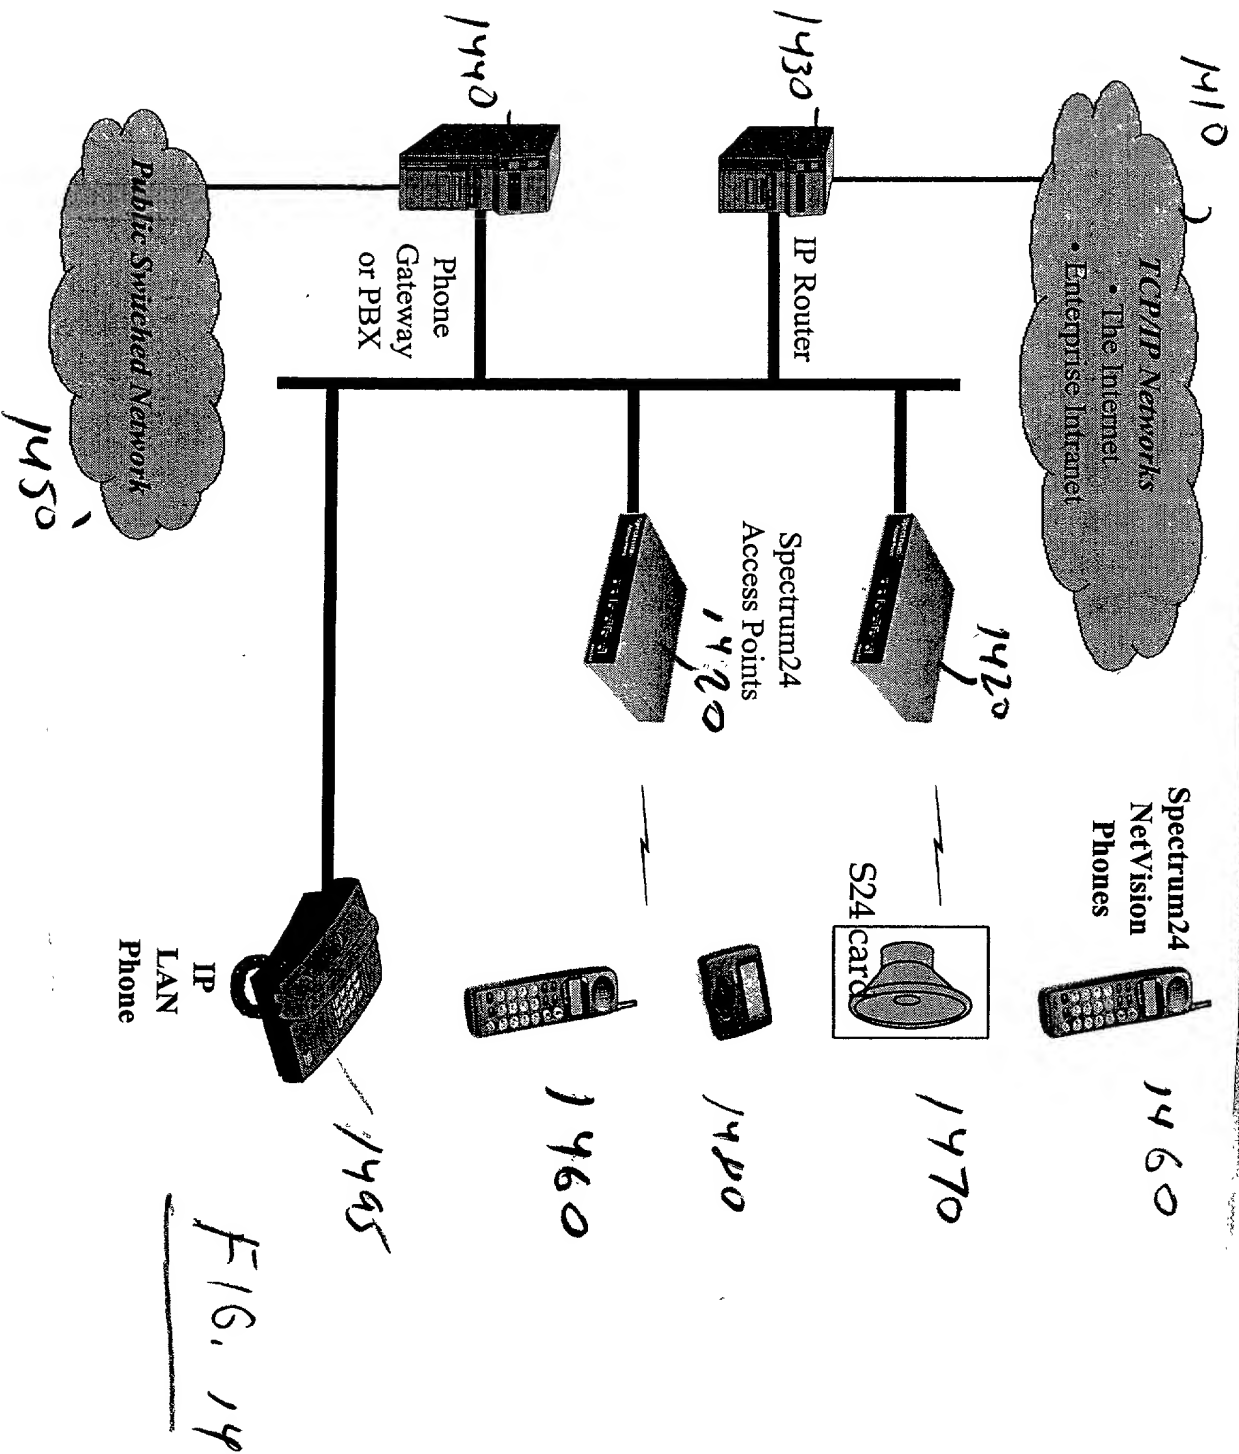 1410
TCP/IP Networks
• The Internet
• Enterprise Intranet
Spectrum24
NetVision
Phones
1460
1420
1430
IP Router
S24 card
1470
Spectrum24
Access Points
1420
1480
1440
Phone
Gateway
or PBX
1460
Public Switched Network
1450
IP
LAN
Phone
1495
FIG. 14